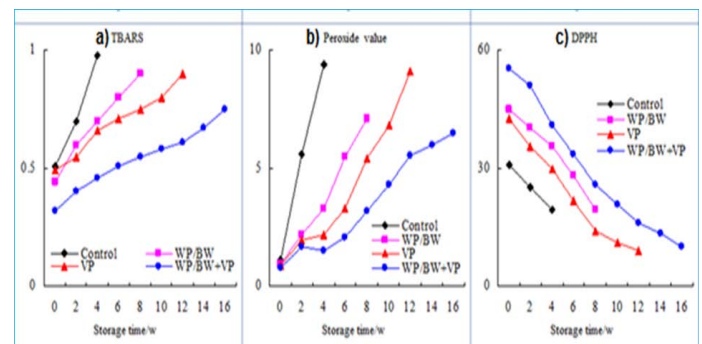 a) TBARS
1
0.5
0
Control
WP/BW
VP
WP/BW+VP
0 2 4 6 8 10 12 14 16
Storage time/w
b) Peroxide value
10
5
0
Control
WP/BW
VP
WP/BW+VP
0 2 4 6 8 10 12 14 16
Storage time/w
c) DPPH
60
30
0
Control
WP/BW
VP
WP/BW+VP
0 2 4 6 8 10 12 14 16
Storage time/w